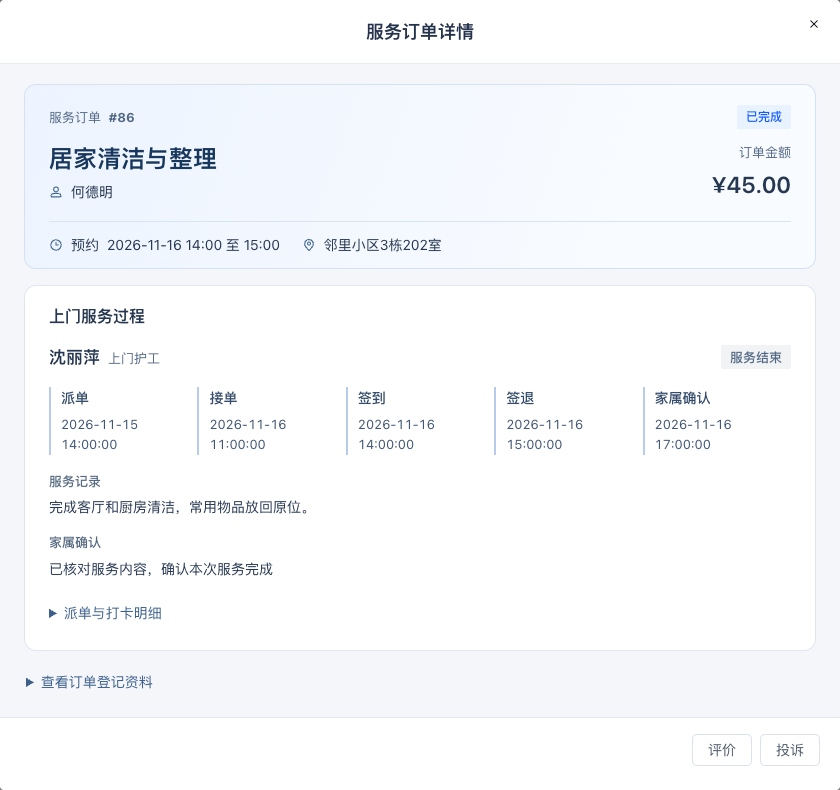 服务订单详情
×
服务订单 #86
已完成
居家清洁与整理
订单金额
何德明
¥45.00
预约 2026-11-16 14:00 至 15:00
邻里小区3栋202室
上门服务过程
沈丽萍 上门护工
服务结束
派单
2026-11-15
14:00:00
接单
2026-11-16
11:00:00
签到
2026-11-16
14:00:00
签退
2026-11-16
15:00:00
家属确认
2026-11-16
17:00:00
服务记录
完成客厅和厨房清洁，常用物品放回原位。
家属确认
已核对服务内容，确认本次服务完成
▶ 派单与打卡明细
▶ 查看订单登记资料
评价
投诉